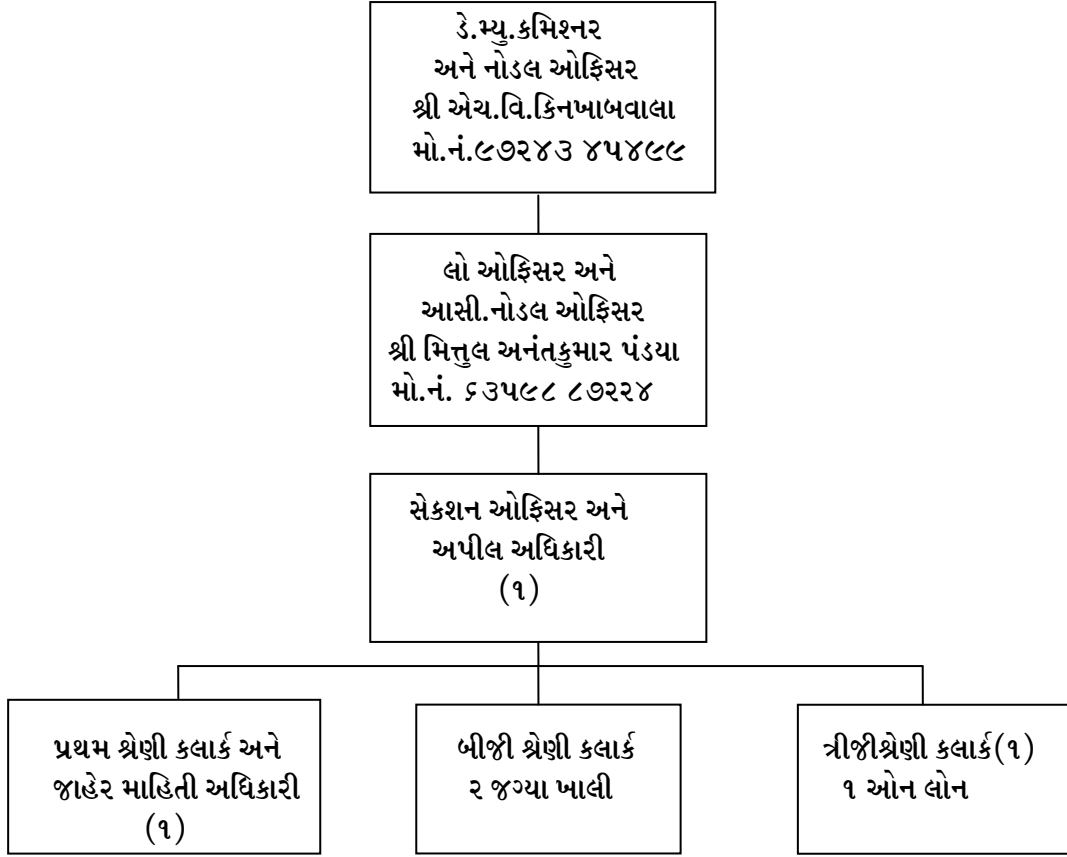 ડે.મ્યુ.કમિશ્નર
અને નોડલ ઓફિસર
શ્રી એચ.વિ.કિનખાબવાલા
મો.નં.૯૭૨૪૩ ૪૫૪૯૯
લો ઓફિસર અને
આસી.નોડલ ઓફિસર
શ્રી મિત્તુલ અનંતકુમાર પંડયા
મો.નં. ૬૩૫૯૮ ૮૭૨૨૪
સેકશન ઓફિસર અને
અપીલ અધિકારી
(૧)
પ્રથમ શ્રેણી કલાર્ક અને
જાહેર માહિતી અધિકારી
(૧)
બીજી શ્રેણી કલાર્ક
૨ જગ્યા ખાલી
ત્રીજીશ્રેણી કલાર્ક(૧)
૧ ઓન લોન